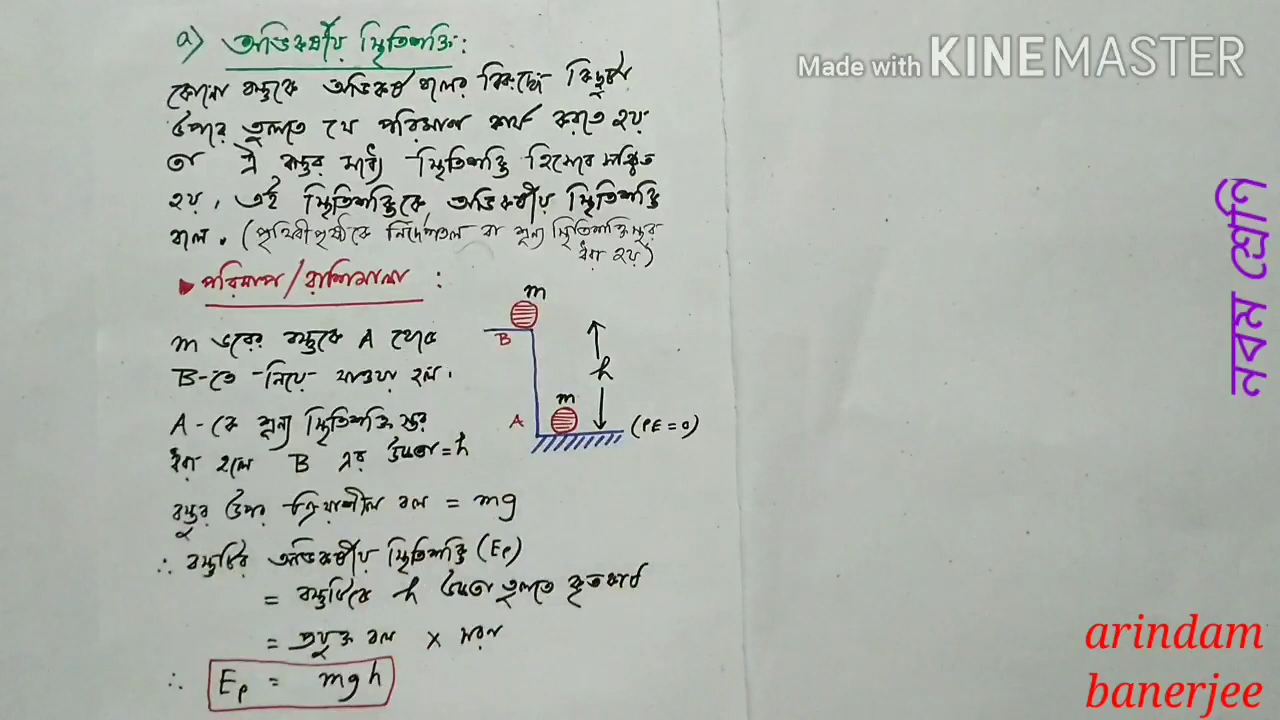 a) অভিকর্ষীয় স্থিতিশক্তি :
কোনো বস্তুকে অভিকর্ষ বলের বিরুদ্ধে কিছুটা
উপরে তুলতে যে পরিমাণ কার্য করতে হয়
তা ঐ বস্তুর মধ্যে স্থিতিশক্তি হিসেবে সঞ্চিত
হয়, এই স্থিতিশক্তিকে অভিকর্ষীয় স্থিতিশক্তি
বলে. (পৃথিবীপৃষ্ঠকে নির্দেশতল বা শূন্য স্থিতিশক্তিস্তর
ধরা হয়)
পরিমাপ/রাশিমালা :
m ভরের বস্তুকে A থেকে
B-তে নিয়ে যাওয়া হল.
A-কে শূন্য স্থিতিশক্তি স্তর
ধরা হলে B এর উচ্চতা = h
বস্তুর উপর ক্রিয়াশীল বল = mg
∴ বস্তুটির অভিকর্ষীয় স্থিতিশক্তি (Ep)
= বস্তুটিকে h উচ্চতা তুলতে কৃতকার্য
= প্রযুক্ত বল × সরণ
∴ Ep = mgh
m
B
h
m
A
(PE = 0)
Made with KINEMASTER
নবম শ্রেণি
arindam
banerjee